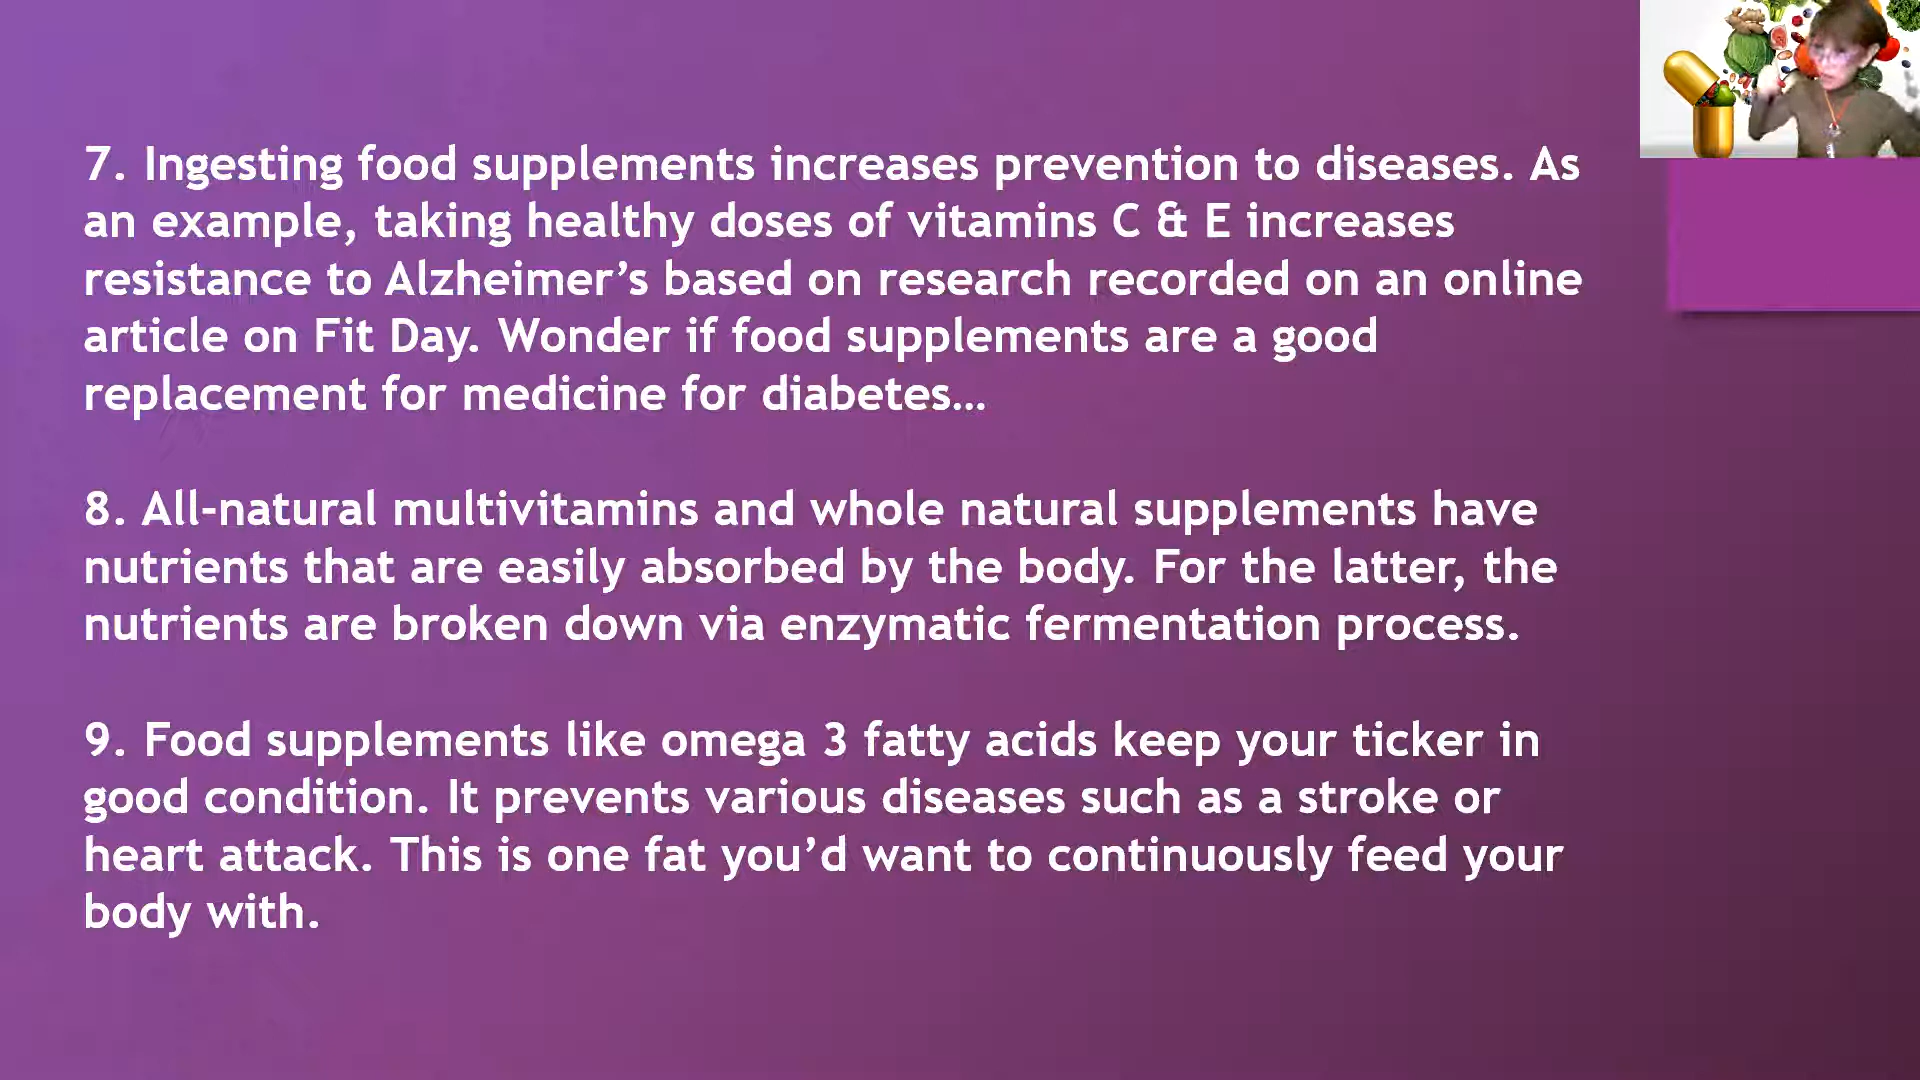 7. Ingesting food supplements increases prevention to diseases. As
an example, taking healthy doses of vitamins C & E increases
resistance to Alzheimer’s based on research recorded on an online
article on Fit Day. Wonder if food supplements are a good
replacement for medicine for diabetes…
8. All-natural multivitamins and whole natural supplements have
nutrients that are easily absorbed by the body. For the latter, the
nutrients are broken down via enzymatic fermentation process.
9. Food supplements like omega 3 fatty acids keep your ticker in
good condition. It prevents various diseases such as a stroke or
heart attack. This is one fat you’d want to continuously feed your
body with.